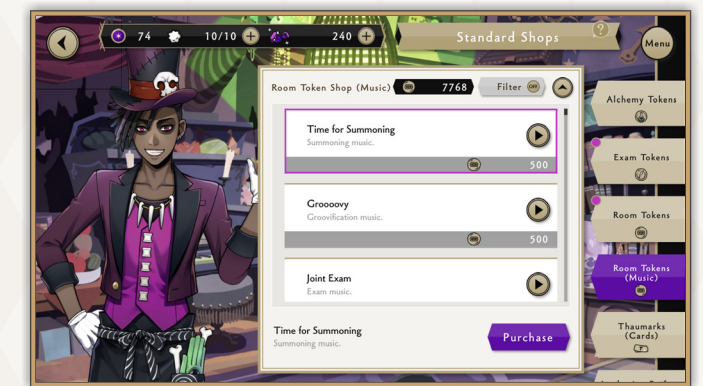 74
10/10
240
Standard Shops
?
Menu
Room Token Shop (Music)
7768
Filter OFF
Time for Summoning
Summoning music.
500
Groooovy
Groovification music.
500
Joint Exam
Exam music.
Time for Summoning
Summoning music.
Purchase
Alchemy Tokens
Exam Tokens
Room Tokens
Room Tokens
(Music)
Thaumarks
(Cards)